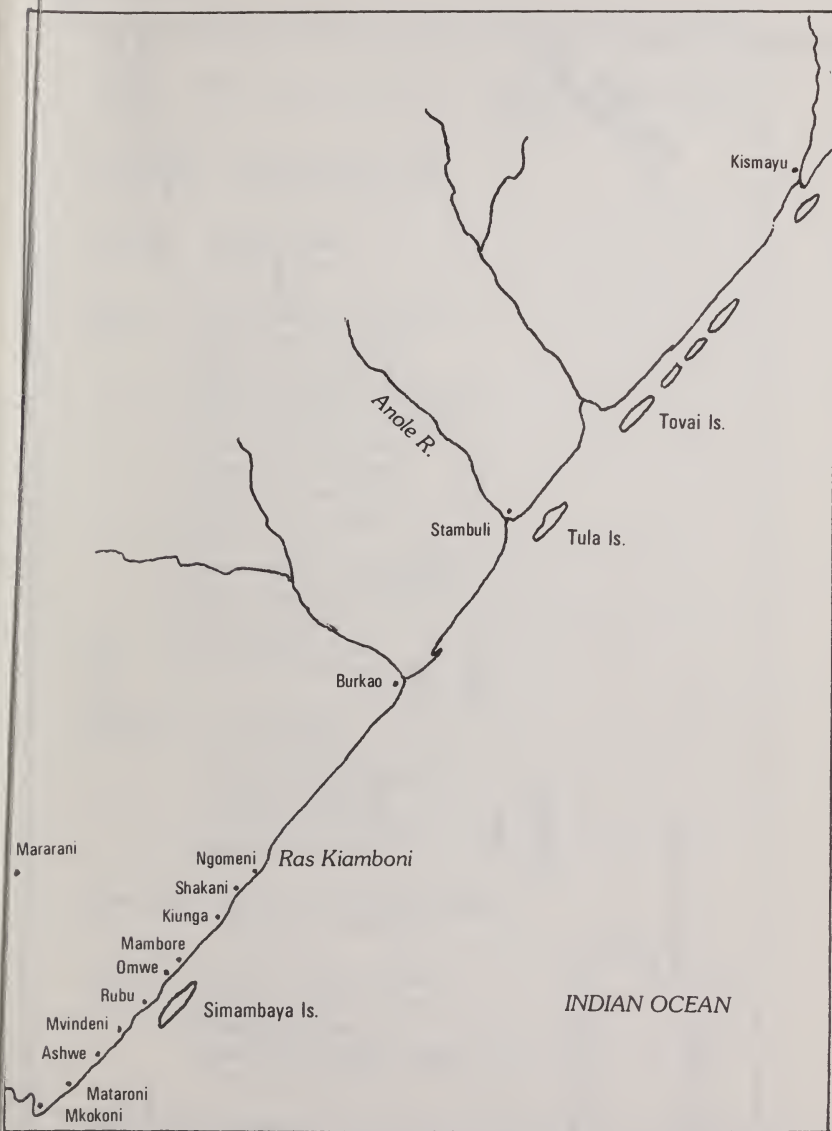 Kismayu
Tovai Is.
Anole R.
Stambuli
Tula Is.
Burkao
Mararani
Ngomeni
Ras Kiamboni
Shakani
Kiunga
Mambore
Omwe
Rubu
Simambaya Is.
INDIAN OCEAN
Mvindeni
Ashwe
Mataroni
Mkokoni